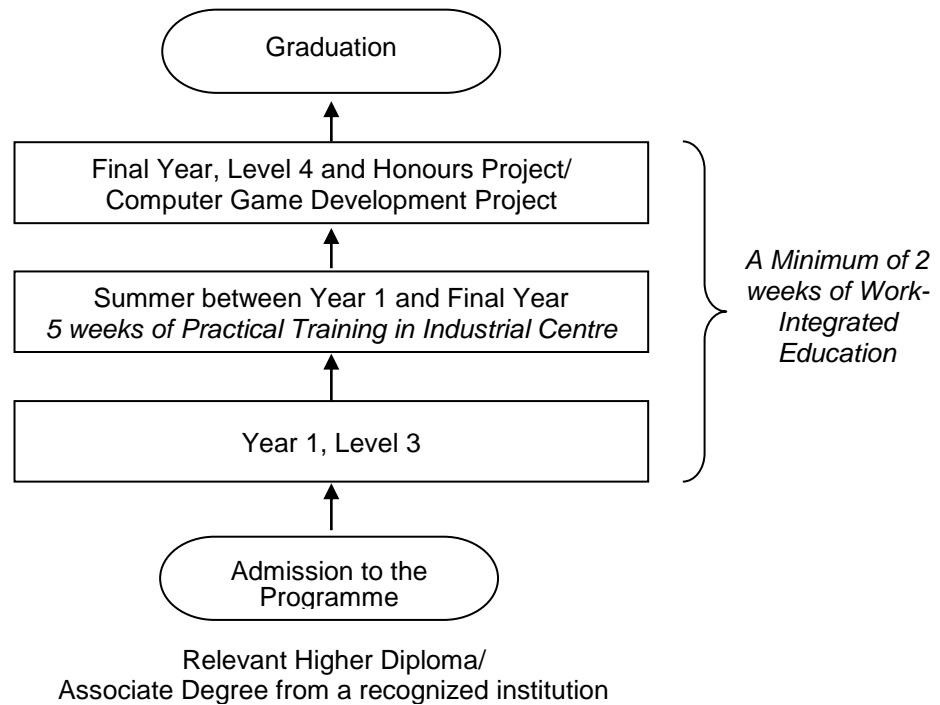 Graduation
Final Year, Level 4 and Honours Project/
Computer Game Development Project
Summer between Year 1 and Final Year
5 weeks of Practical Training in Industrial Centre
Year 1, Level 3
A Minimum of 2
weeks of Work-
Integrated
Education
Admission to the
Programme
Relevant Higher Diploma/
Associate Degree from a recognized institution